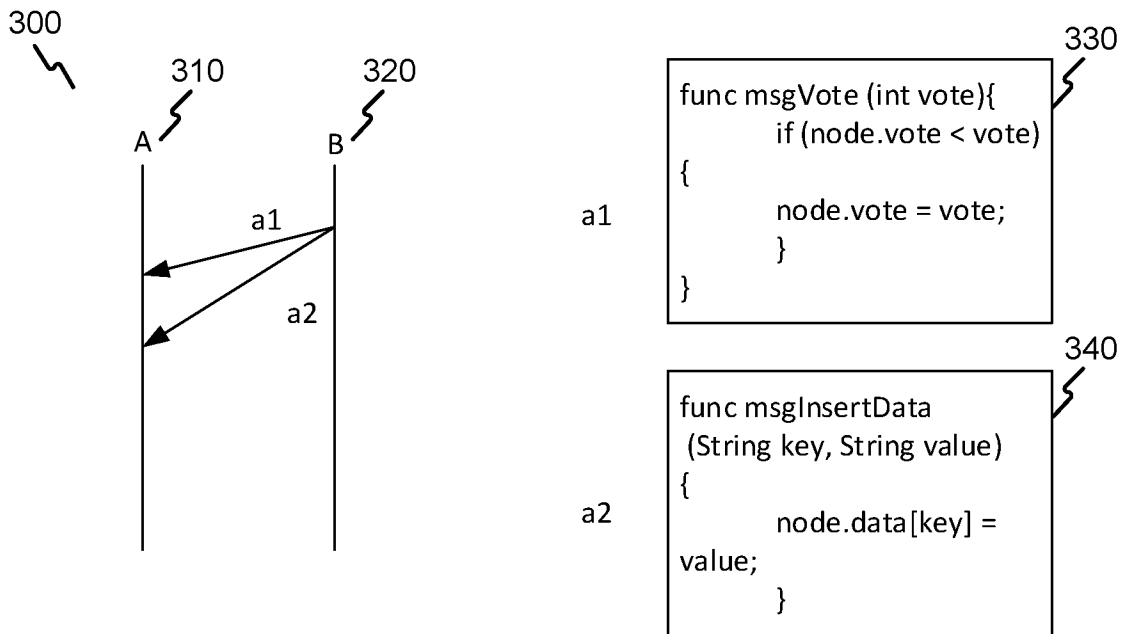 300
310
320
A
B
a1
a2
a1
330
func msgVote (int vote){
if (node.vote < vote)
{
node.vote = vote;
}
}
a2
340
func msgInsertData
(String key, String value)
{
node.data[key] =
value;
}